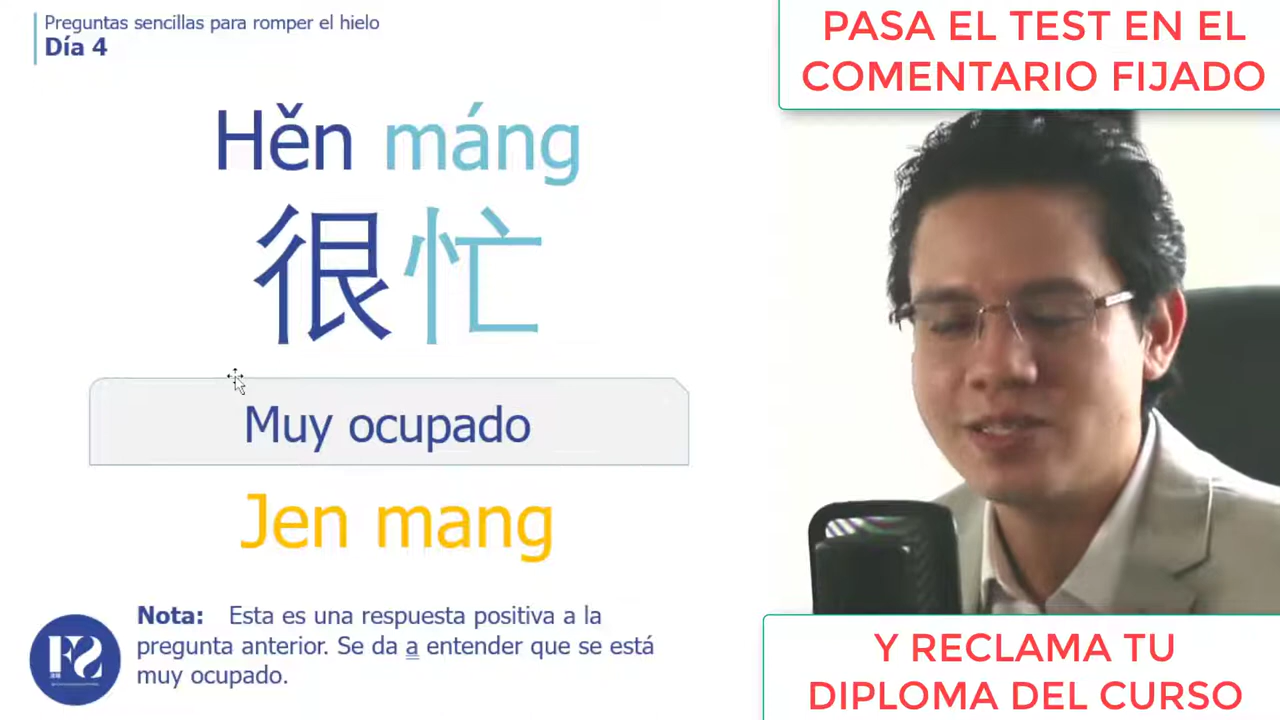 Preguntas sencillas para romper el hielo
Día 4
Hěn máng
很忙
Muy ocupado
Jen mang
Nota: Esta es una respuesta positiva a la
pregunta anterior. Se da a entender que se está
muy ocupado.
PASA EL TEST EN EL
COMENTARIO FIJADO
Y RECLAMA TU
DIPLOMA DEL CURSO